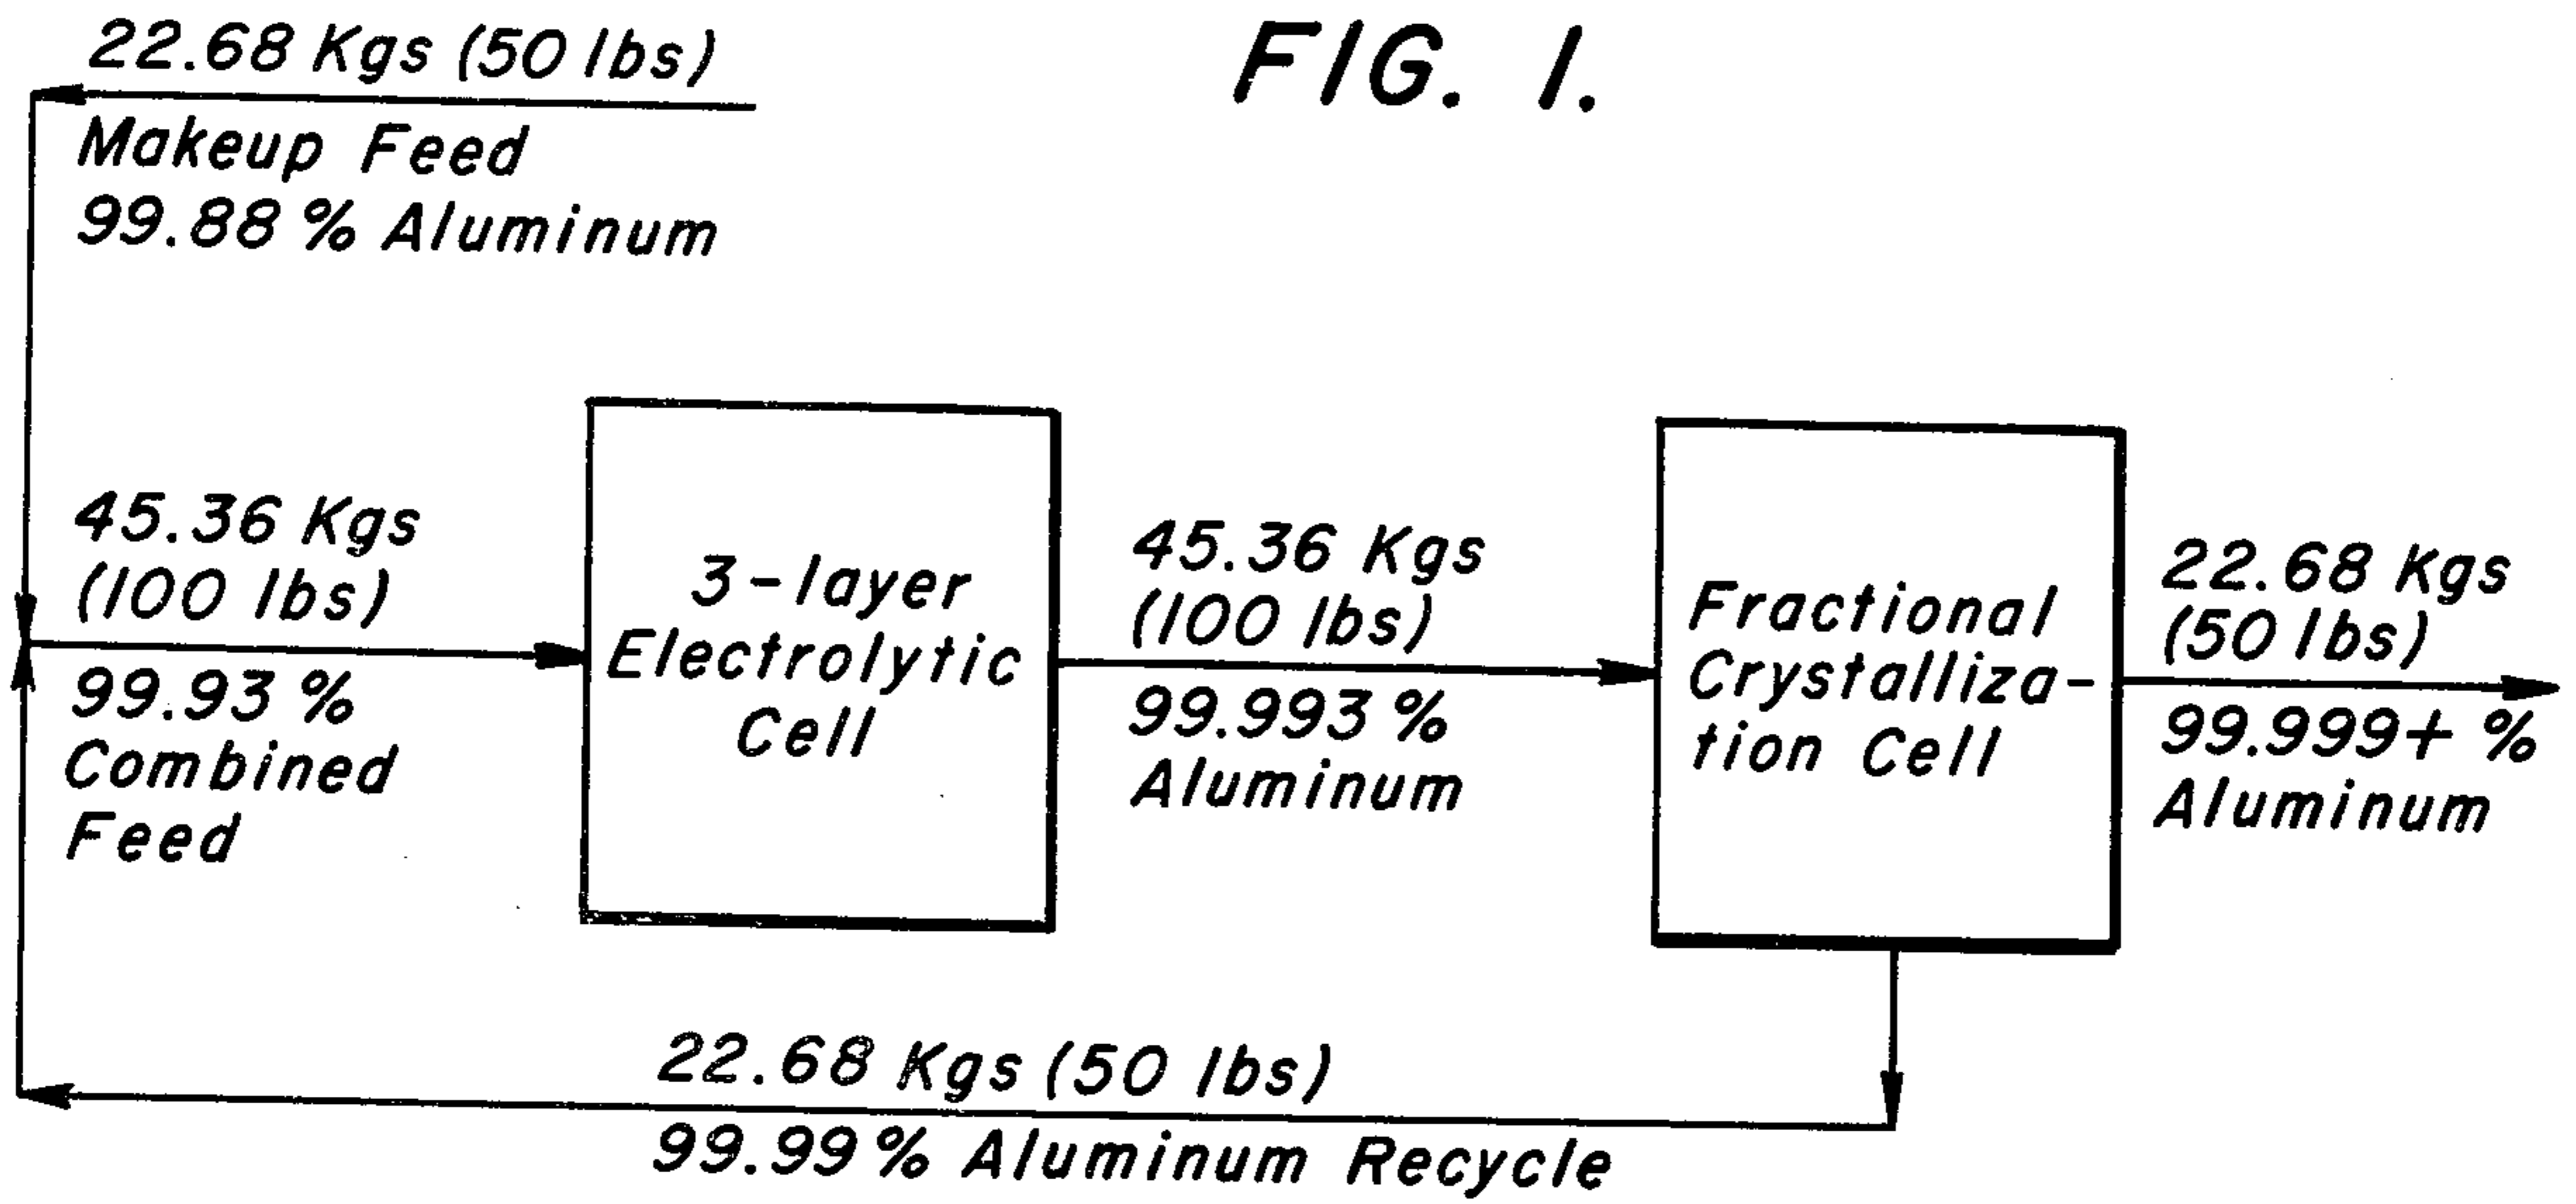 FIG. 1.
22.68 Kgs (50 lbs)
Makeup Feed
99.88 % Aluminum
45.36 Kgs
(100 lbs)
99.93 %
Combined
Feed
3-layer
Electrolytic
Cell
45.36 Kgs
(100 lbs)
99.993 %
Aluminum
Fractional
Crystalliza-
tion Cell
22.68 Kgs
(50 lbs)
99.999+ %
Aluminum
22.68 Kgs (50 lbs)
99.99 % Aluminum Recycle